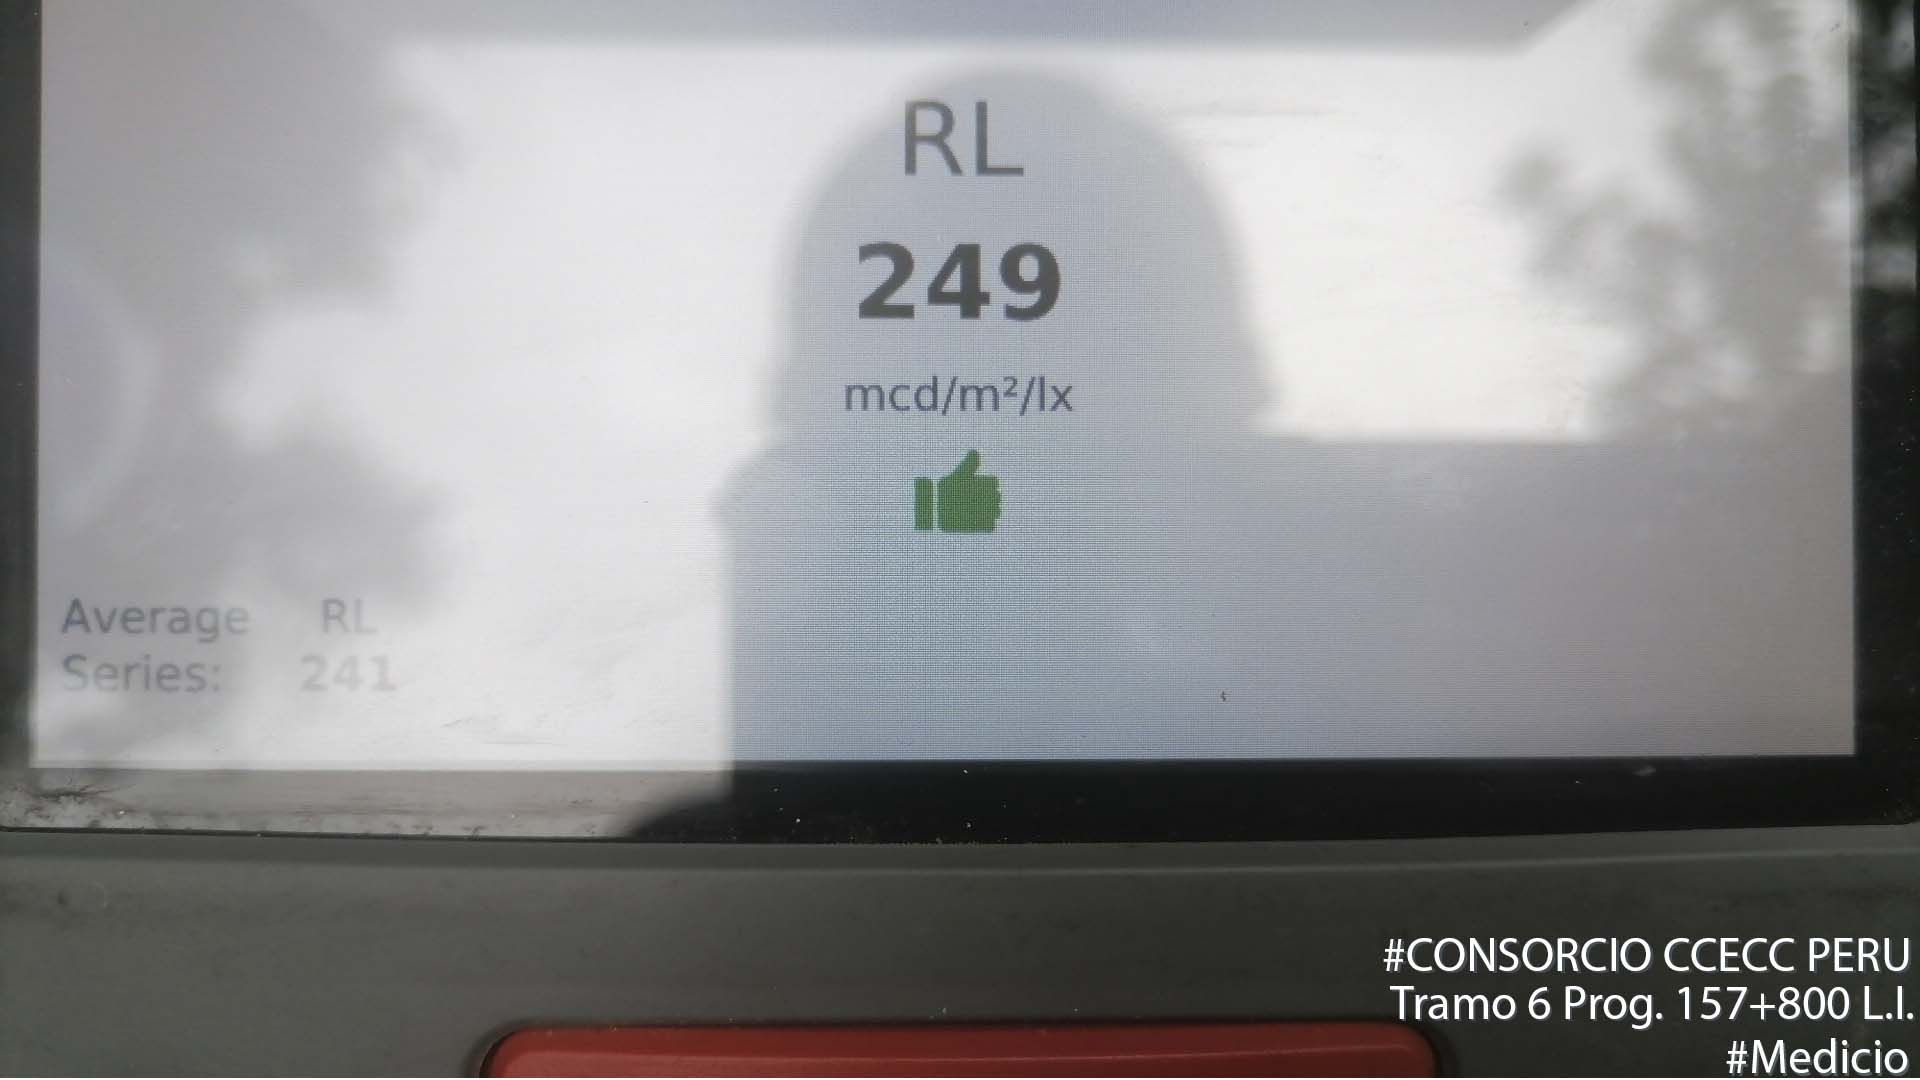 RL
249
mcd/m²/lx
Average RL
Series: 241
#CONSORCIO CCECC PERU
Tramo 6 Prog. 157+800 L.I.
#Medicio